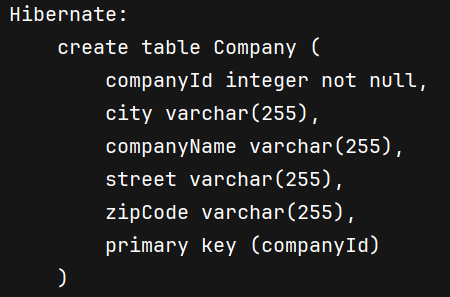 Hibernate:
    create table Company (
        companyId integer not null,
        city varchar(255),
        companyName varchar(255),
        street varchar(255),
        zipCode varchar(255),
        primary key (companyId)
    )